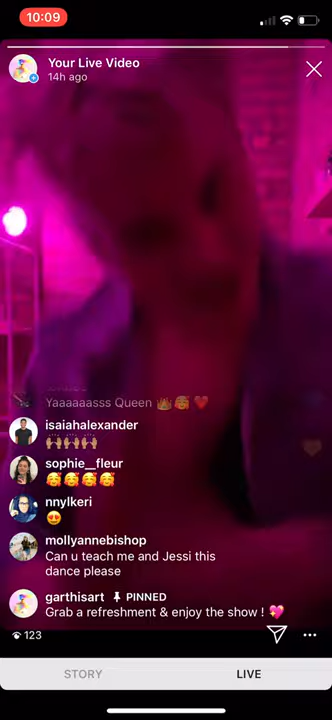 10:09
Your Live Video
14h ago
Yaaaaaasss Queen 👑🥰❤️
isaiahalexander
🙌🏽🙌🏽🙌🏽🙌🏽
sophie__fleur
🥰🥰🥰🥰
nnylkeri
😍
mollyannebishop
Can u teach me and Jessi this
dance please
garthisart PINNED
Grab a refreshment & enjoy the show ! 💖
123
STORY LIVE